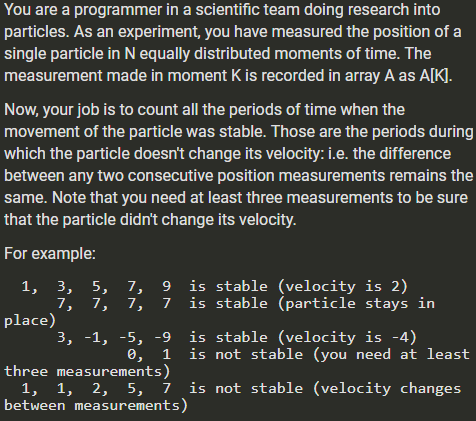 You are a programmer in a scientific team doing research into
particles. As an experiment, you have measured the position of a
single particle in N equally distributed moments of time. The
measurement made in moment K is recorded in array A as A[K].
Now, your job is to count all the periods of time when the
movement of the particle was stable. Those are the periods during
which the particle doesn't change its velocity: i.e. the difference
between any two consecutive position measurements remains the
same. Note that you need at least three measurements to be sure
that the particle didn't change its velocity.
For example:
1, 3, 5, 7, 9 is stable (velocity is 2)
7, 7, 7, 7 is stable (particle stays in
place)
3, -1, -5, -9 is stable (velocity is -4)
0, 1 is not stable (you need at least
three measurements)
1, 1, 2, 5, 7 is not stable (velocity changes
between measurements)